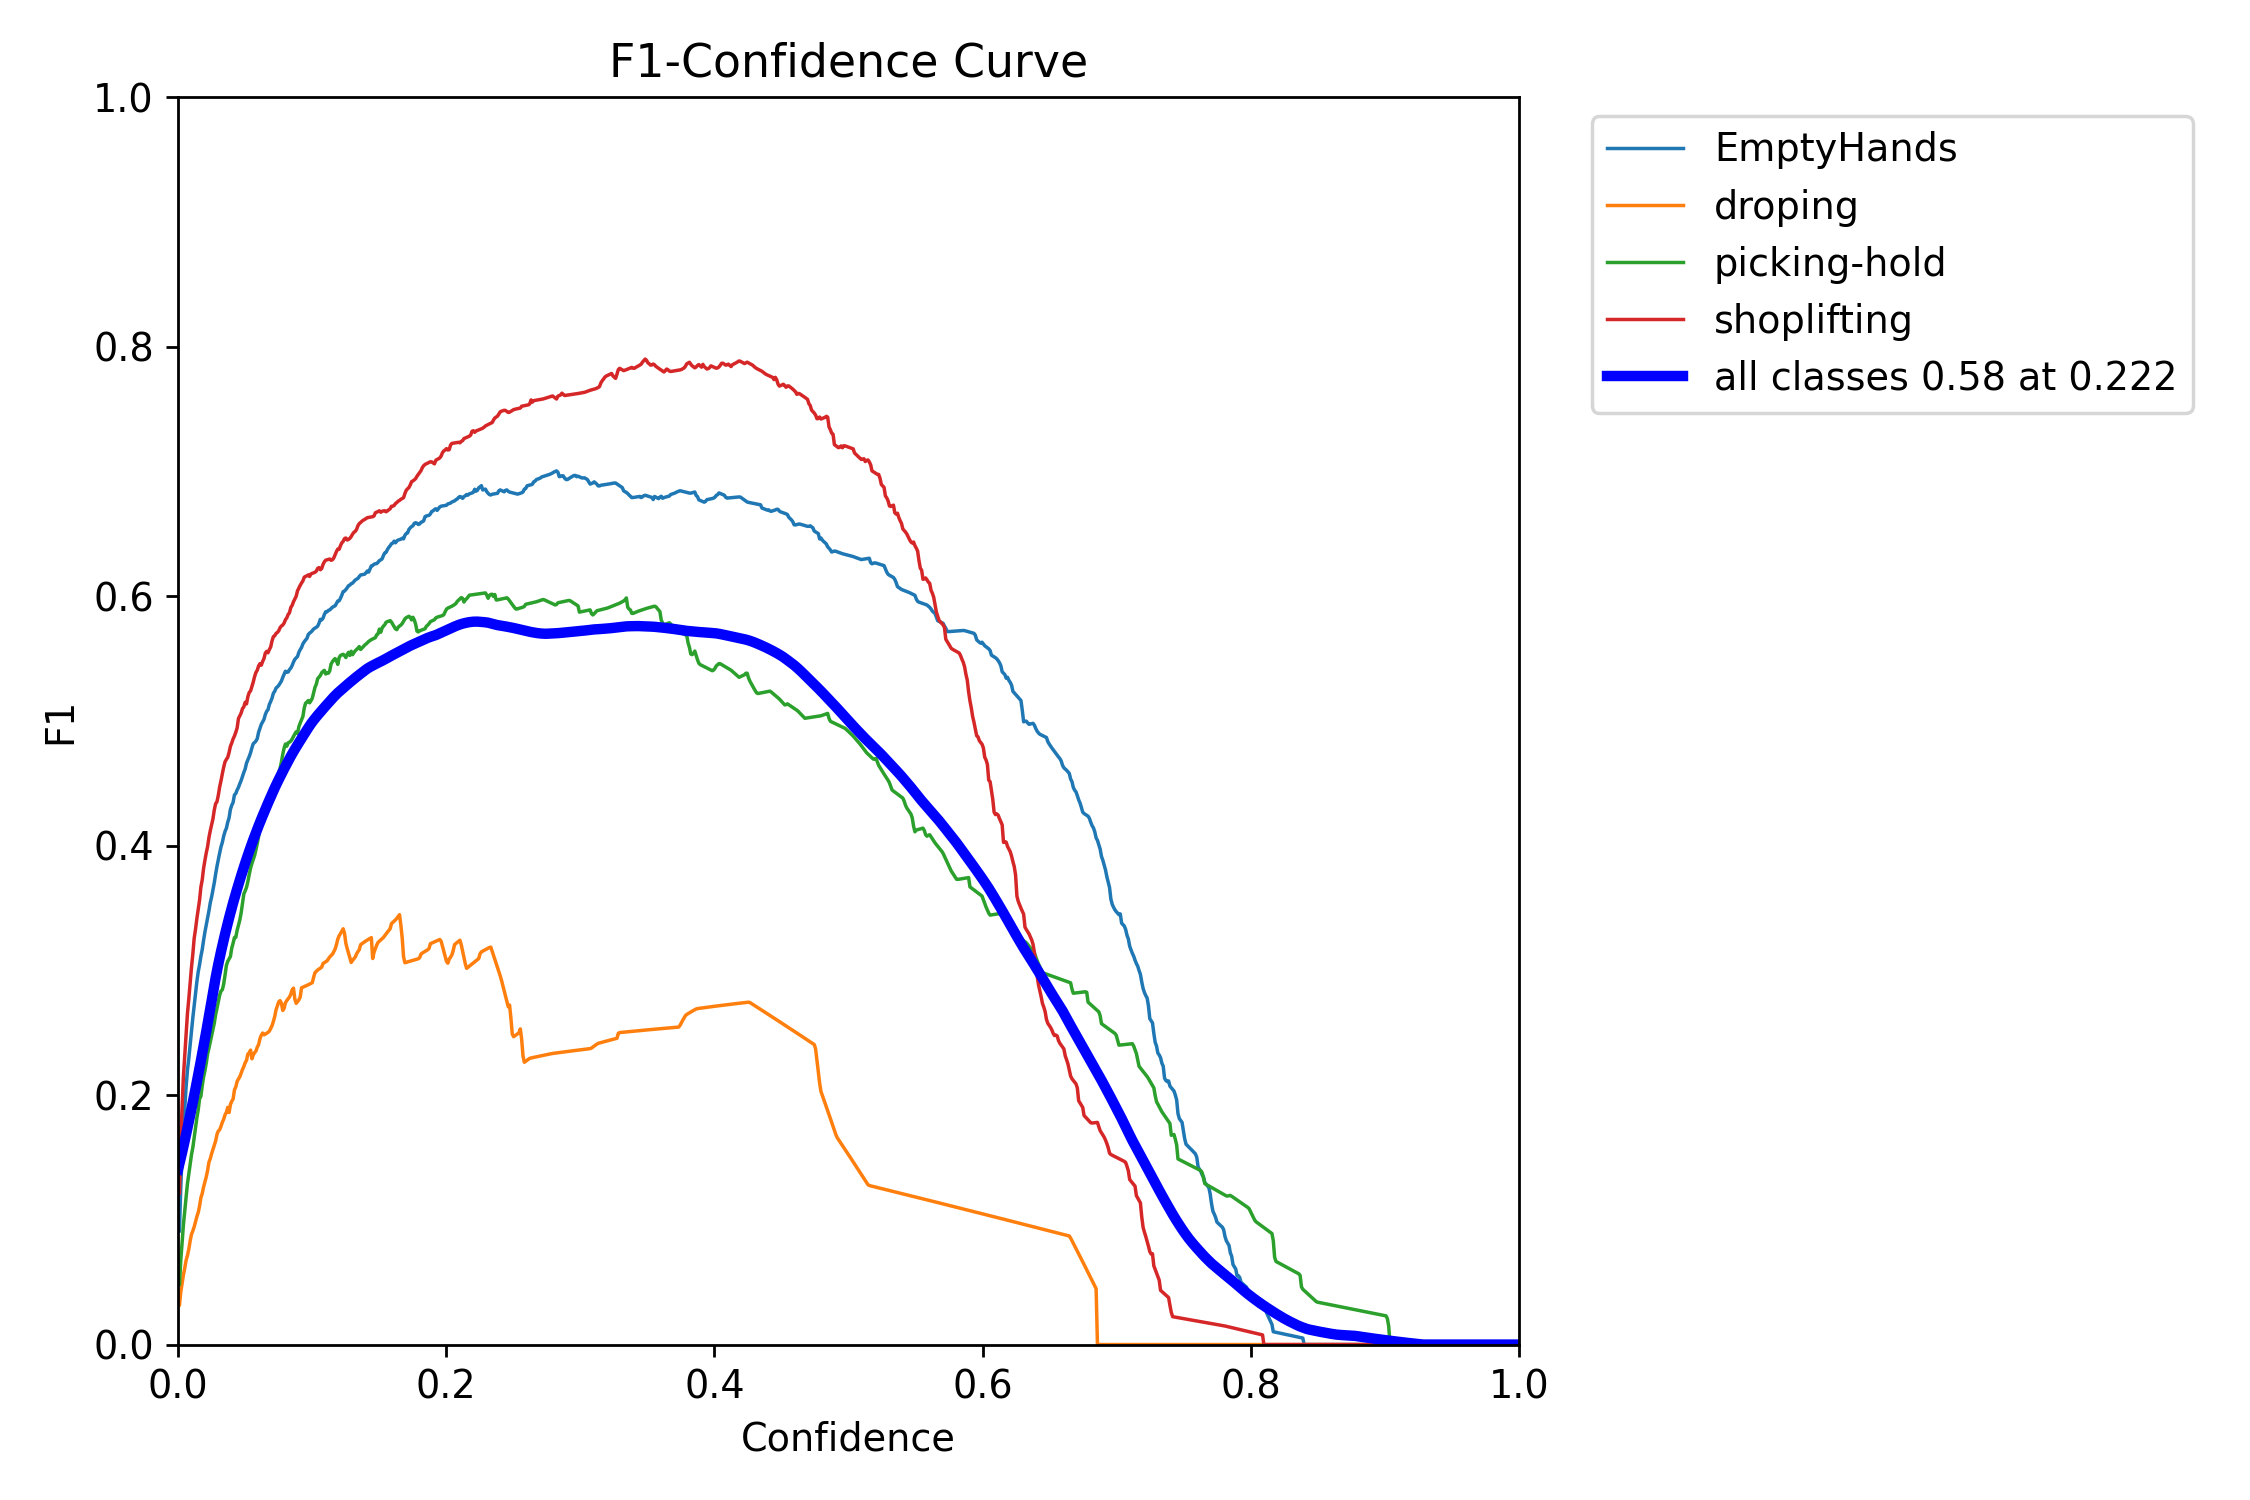 F1-Confidence Curve
1.0
0.8
0.6
0.4
0.2
0.0
F1
0.0 0.2 0.4 0.6 0.8 1.0
Confidence
EmptyHands
droping
picking-hold
shoplifting
all classes 0.58 at 0.222